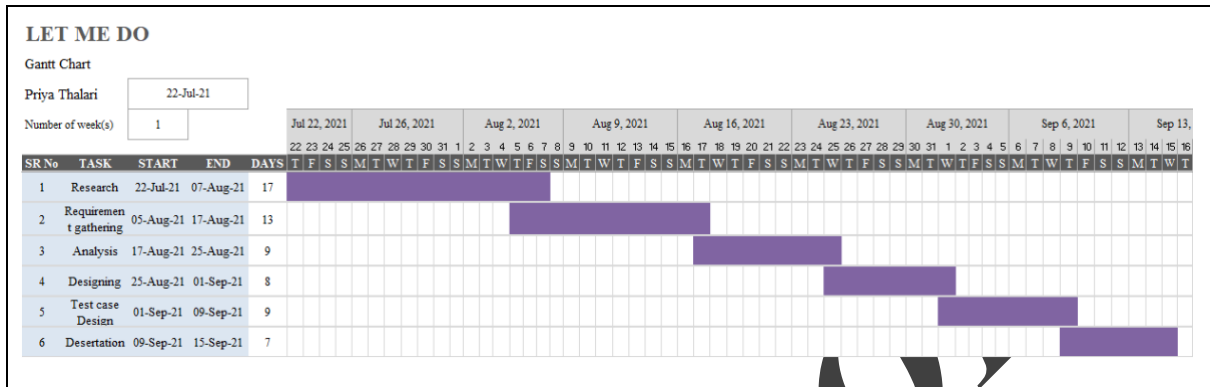 LET ME DO
Gantt Chart
Priya Thalari 22-Jul-21
Number of week(s) 1 Jul 22, 2021 Jul 26, 2021 Aug 2, 2021 Aug 9, 2021 Aug 16, 2021 Aug 23, 2021 Aug 30, 2021 Sep 6, 2021 Sep 13,
22 23 24 25 26 27 28 29 30 31 1 2 3 4 5 6 7 8 9 10 11 12 13 14 15 16 17 18 19 20 21 22 23 24 25 26 27 28 29 30 31 1 2 3 4 5 6 7 8 9 10 11 12 13 14 15 16
SR No TASK START END DAYS T F S S M T W T F S S M T W T F S S M T W T F S S M T W T F S S M T W T F S S M T W T F S S M T W T F S S M T W T
1 Research 22-Jul-21 07-Aug-21 17
2 Requiremen
t gathering 05-Aug-21 17-Aug-21 13
3 Analysis 17-Aug-21 25-Aug-21 9
4 Designing 25-Aug-21 01-Sep-21 8
5 Test case
Design 01-Sep-21 09-Sep-21 9
6 Desertation 09-Sep-21 15-Sep-21 7